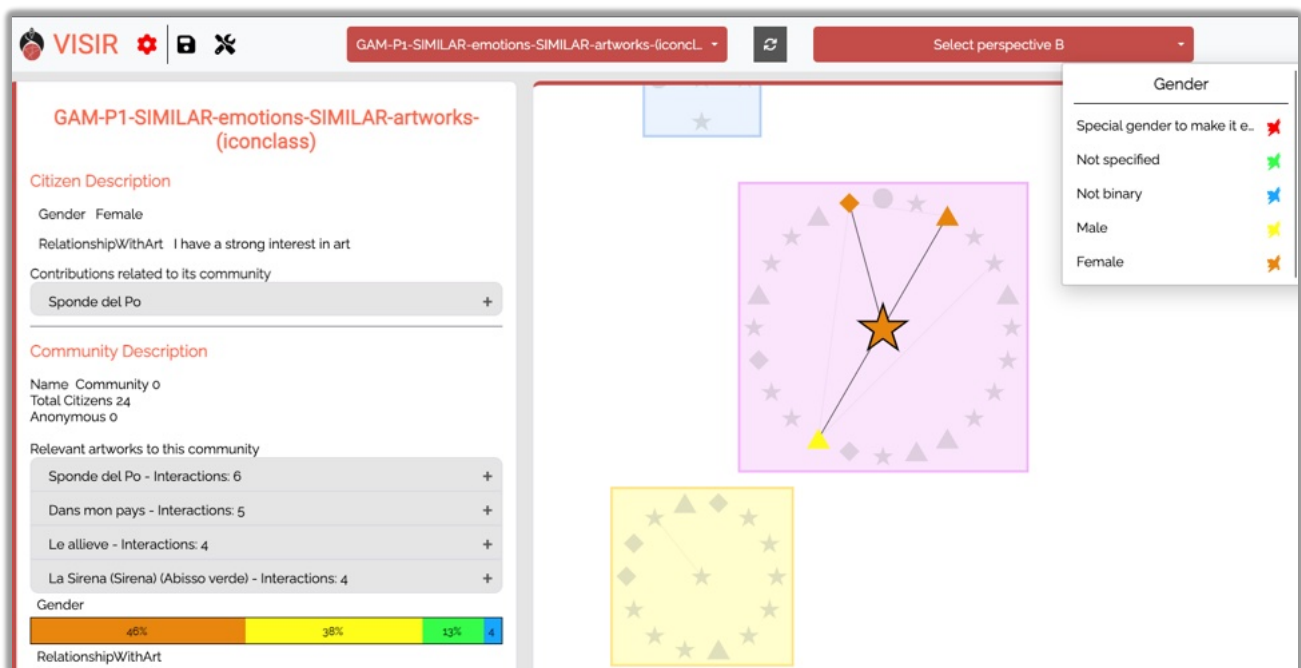 VISIR
GAM-P1-SIMILAR-emotions-SIMILAR-artworks-(iconcl...
Select perspective B
Gender
Special gender to make it e...
Not specified
Not binary
Male
Female
GAM-P1-SIMILAR-emotions-SIMILAR-artworks-
(iconclass)
Citizen Description
Gender Female
RelationshipWithArt I have a strong interest in art
Contributions related to its community
Sponde del Po +
Community Description
Name Community 0
Total Citizens 24
Anonymous 0
Relevant artworks to this community
Sponde del Po - Interactions: 6 +
Dans mon pays - Interactions: 5 +
Le allieve - Interactions: 4 +
La Sirena (Sirena) (Abisso verde) - Interactions: 4 +
Gender
46% 38% 13% 4
RelationshipWithArt